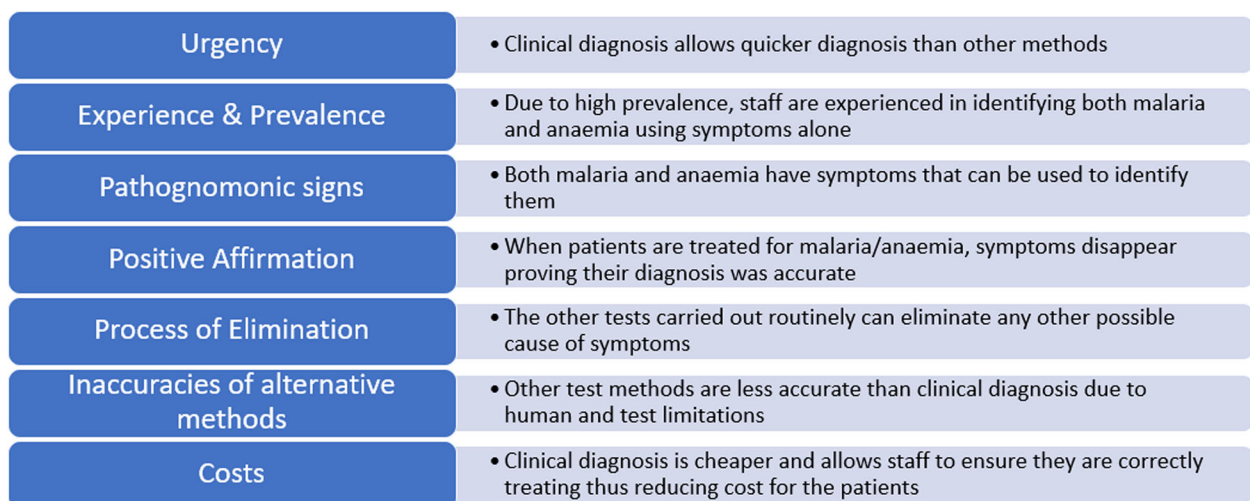 Urgency
• Clinical diagnosis allows quicker diagnosis than other methods
Experience & Prevalence
• Due to high prevalence, staff are experienced in identifying both malaria
and anaemia using symptoms alone
Pathognomonic signs
• Both malaria and anaemia have symptoms that can be used to identify
them
Positive Affirmation
• When patients are treated for malaria/anaemia, symptoms disappear
proving their diagnosis was accurate
Process of Elimination
• The other tests carried out routinely can eliminate any other possible
cause of symptoms
Inaccuracies of alternative
methods
• Other test methods are less accurate than clinical diagnosis due to
human and test limitations
Costs
• Clinical diagnosis is cheaper and allows staff to ensure they are correctly
treating thus reducing cost for the patients